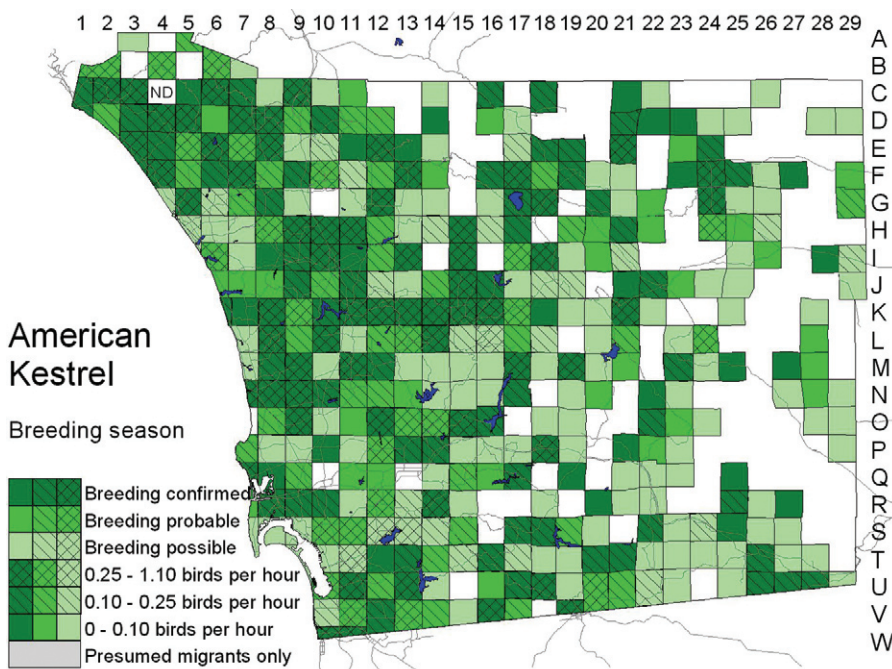 1 2 3 4 5 6 7 8 9 10 11 12 13 14 15 16 17 18 19 20 21 22 23 24 25 26 27 29
A
B
C
D
E
F
G
H
I
J
K
L
M
N
O
P
Q
R
S
T
U
V
W
ND
American
Kestrel
Breeding season
Breeding confirmed
Breeding probable
Breeding possible
0.25 - 1.10 birds per hour
0.10 - 0.25 birds per hour
0 - 0.10 birds per hour
Presumed migrants only